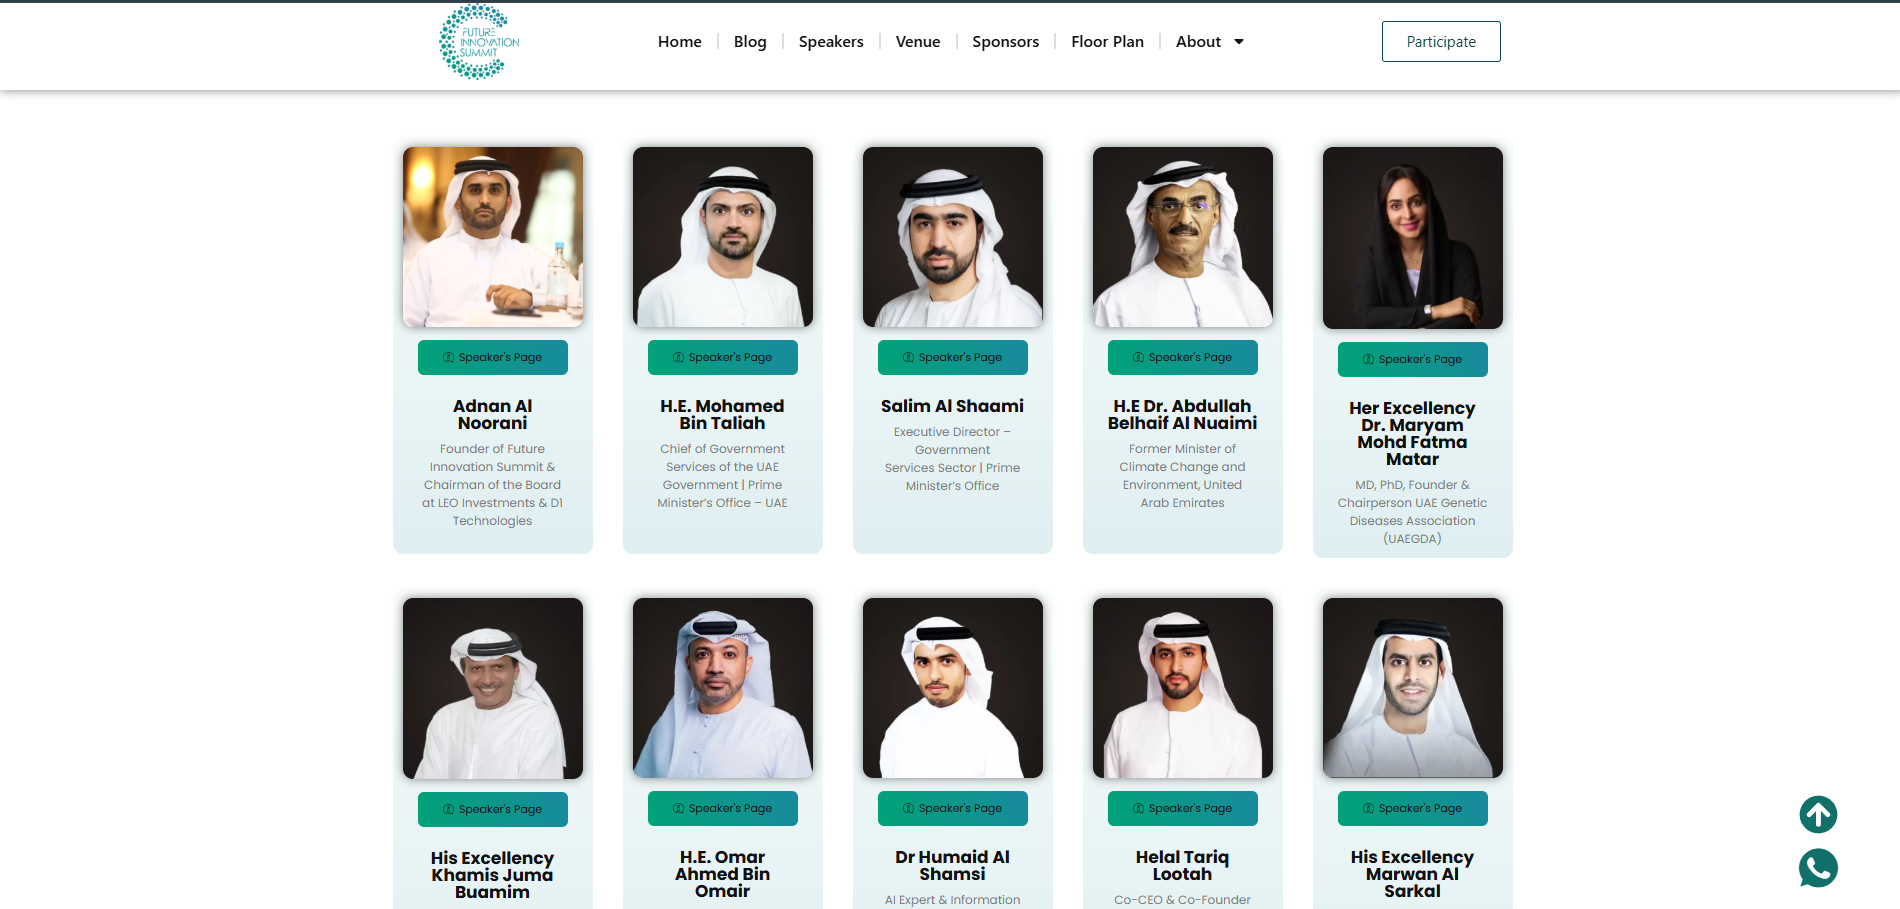 FUTURE
INNOVATION
SUMMIT
Home
Blog
Speakers
Venue
Sponsors
Floor Plan
About
Participate
Speaker's Page
Adnan Al
Noorani
Founder of Future
Innovation Summit &
Chairman of the Board
at LEO Investments & D1
Technologies
Speaker's Page
H.E. Mohamed
Bin Taliah
Chief of Government
Services of the UAE
Government | Prime
Minister's Office – UAE
Speaker's Page
Salim Al Shaami
Executive Director –
Government
Services Sector | Prime
Minister's Office
Speaker's Page
H.E Dr. Abdullah
Belhaif Al Nuaimi
Former Minister of
Climate Change and
Environment, United
Arab Emirates
Speaker's Page
Her Excellency
Dr. Maryam
Mohd Fatma
Matar
MD, PhD, Founder &
Chairperson UAE Genetic
Diseases Association
(UAEGDA)
Speaker's Page
His Excellency
Khamis Juma
Buamim
Speaker's Page
H.E. Omar
Ahmed Bin
Omair
Speaker's Page
Dr Humaid Al
Shamsi
AI Expert & Information
Speaker's Page
Helal Tariq
Lootah
Co-CEO & Co-Founder
Speaker's Page
His Excellency
Marwan Al
Sarkal